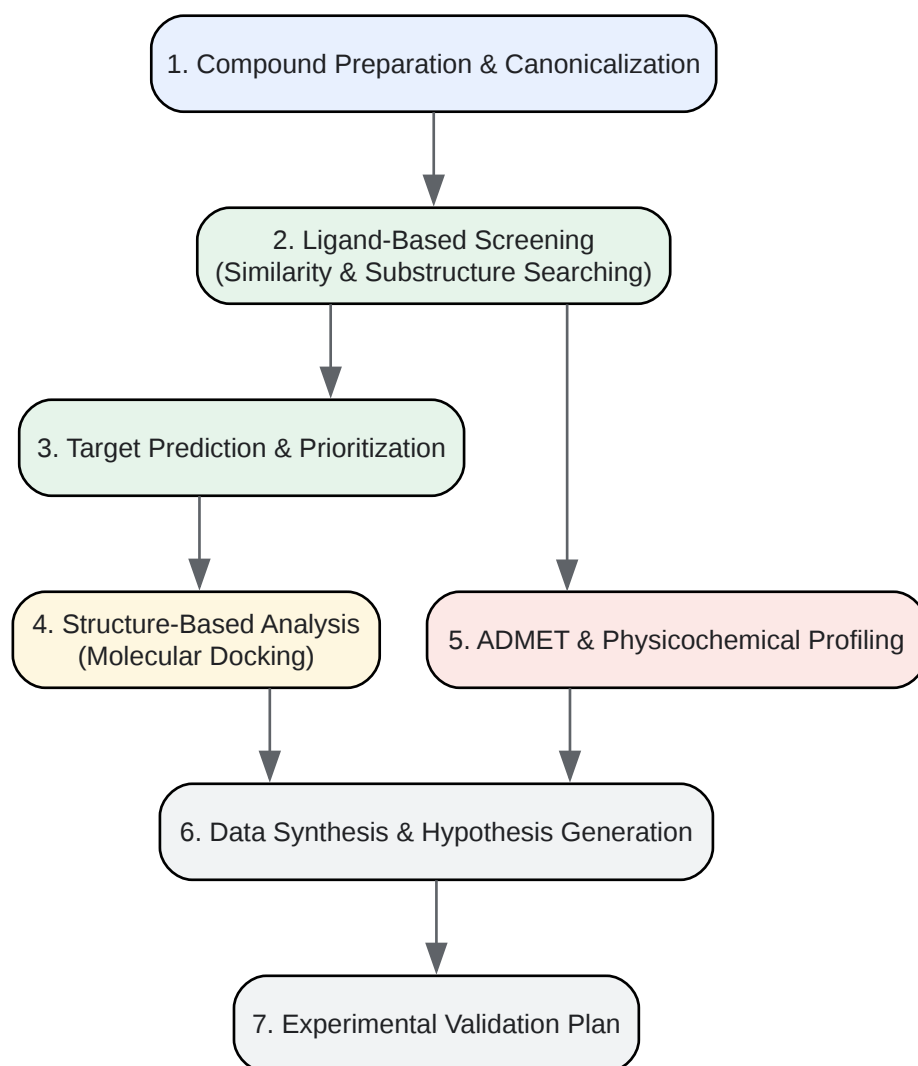 1. Compound Preparation & Canonicalization
2. Ligand-Based Screening
(Similarity & Substructure Searching)
3. Target Prediction & Prioritization
4. Structure-Based Analysis
(Molecular Docking)
5. ADMET & Physicochemical Profiling
6. Data Synthesis & Hypothesis Generation
7. Experimental Validation Plan